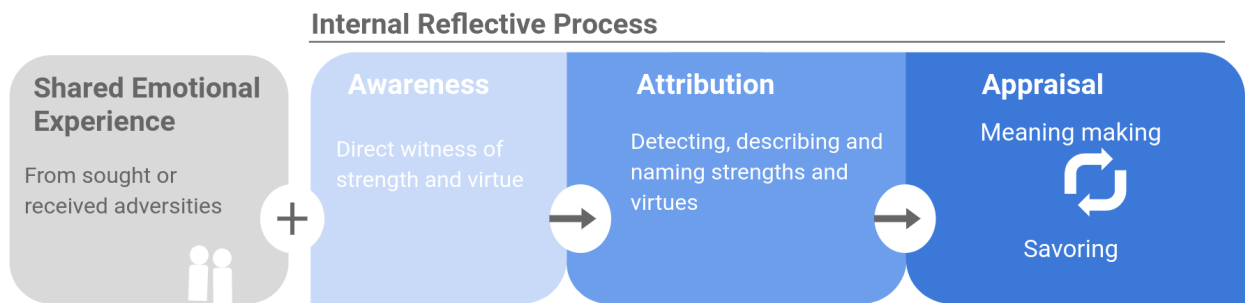 Internal Reflective Process
Shared Emotional
Experience
From sought or
received adversities
Awareness
Direct witness of
strength and virtue
Attribution
Detecting, describing and
naming strengths and
virtues
Appraisal
Meaning making
Savoring